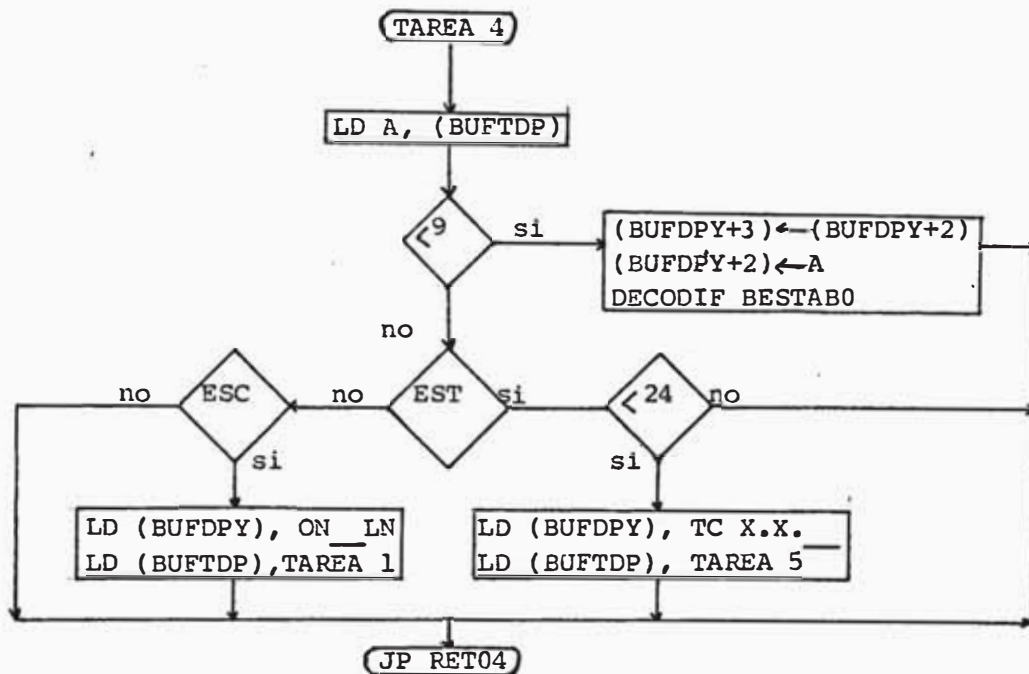 TAREA 4
LD A, (BUFTDP)
<9
si
(BUFDPY+3)←(BUFDPY+2)
(BUFDPY+2)←A
DECODIF BESTAB0
no
no
ESC
no
EST
si
<24
no
si
si
LD (BUFDPY), ON__LN
LD (BUFTDP),TAREA 1
LD (BUFDPY), TC X.X.__
LD (BUFTDP), TAREA 5
JP RET04